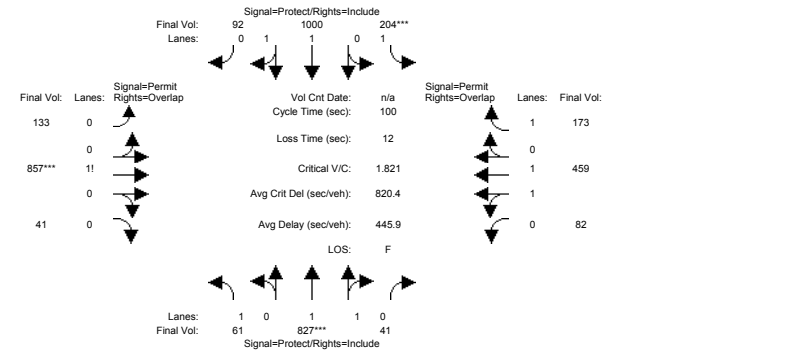 Signal=Protect/Rights=Include
Final Vol: 92 1000 204***
Lanes: 0 1 1 0 1
Signal=Permit Signal=Permit
Final Vol: Lanes: Rights=Overlap Vol Cnt Date: n/a Rights=Overlap Lanes: Final Vol:
Cycle Time (sec): 100
133 0 1 173
Loss Time (sec): 12
0 0
857*** 1! Critical V/C: 1.821 1 459
0 Avg Crit Del (sec/veh): 820.4 1
41 0 Avg Delay (sec/veh): 445.9 0 82
LOS: F
Lanes: 1 0 1 1 0
Final Vol: 61 827*** 41
Signal=Protect/Rights=Include